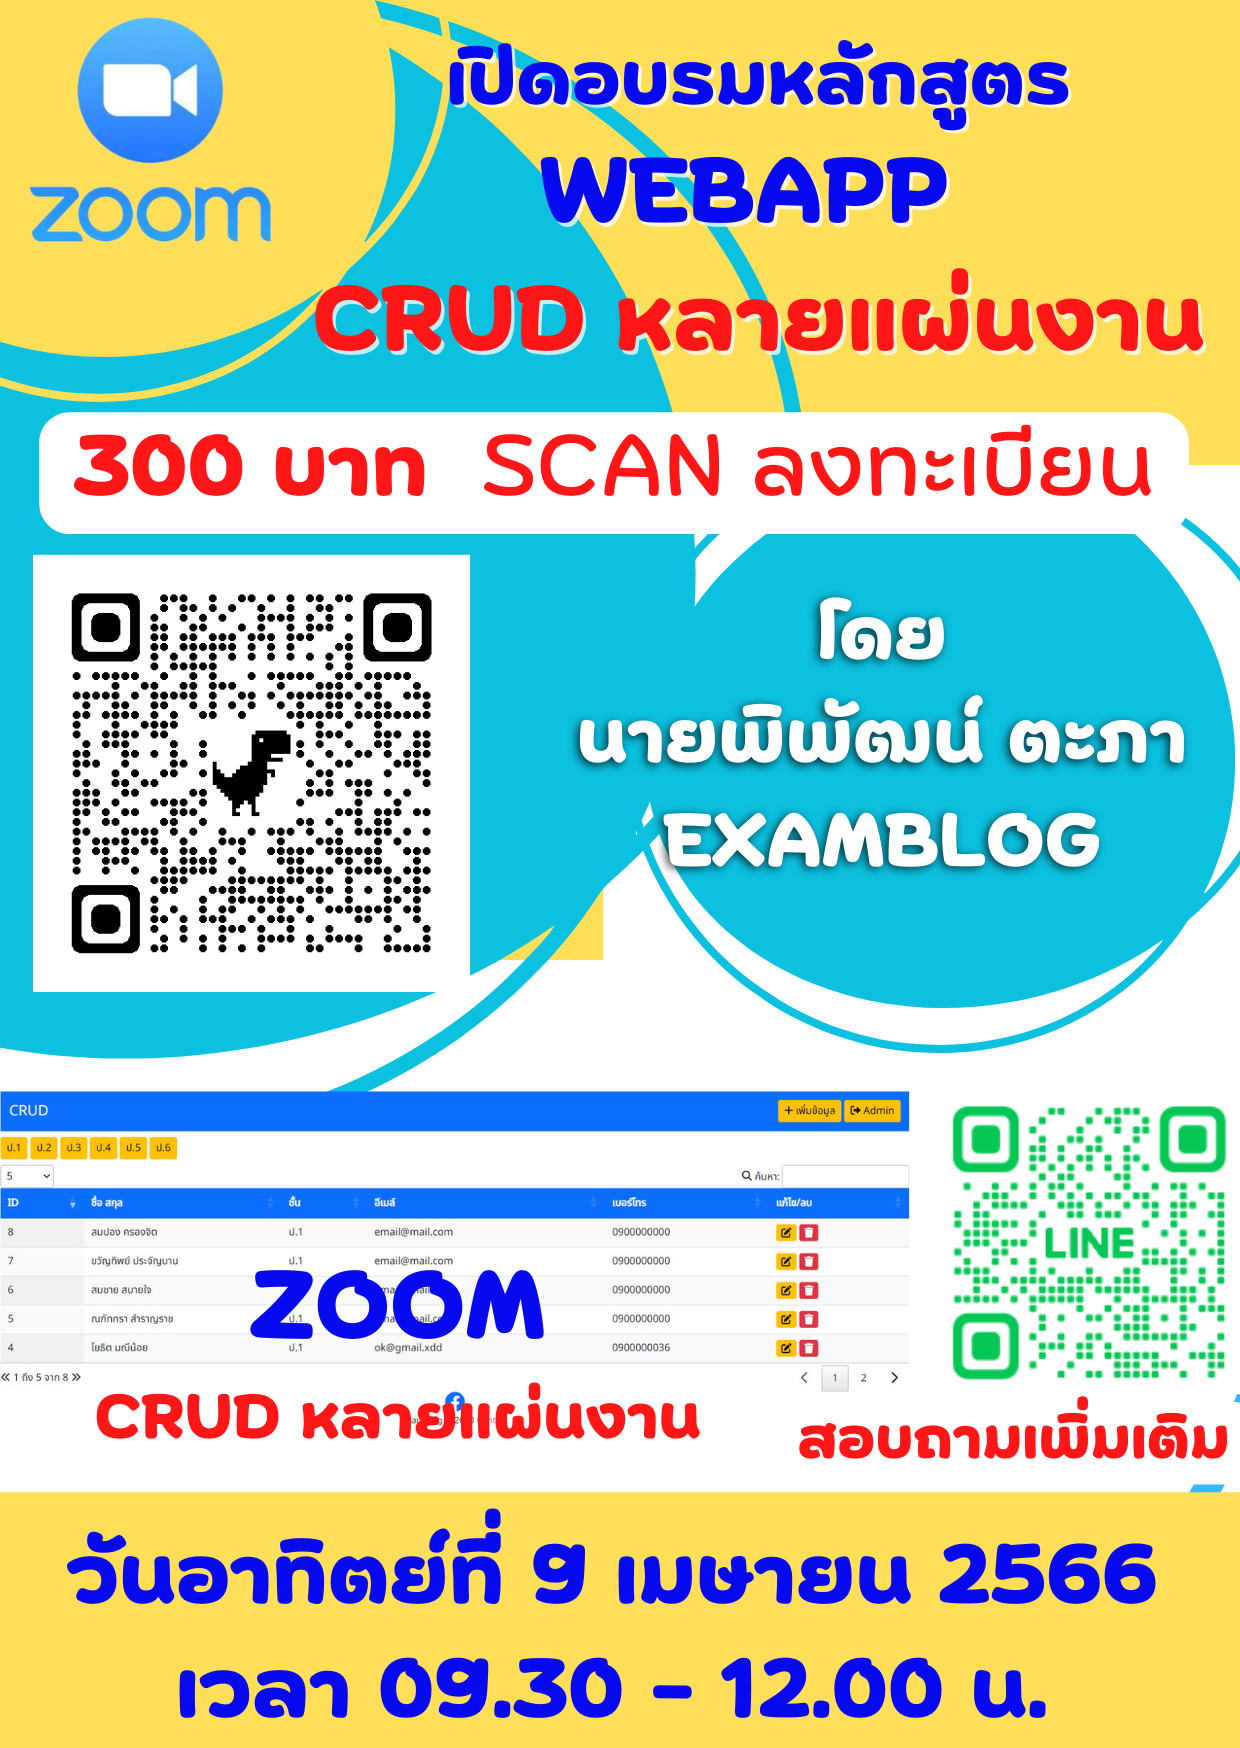 zoom
เปิดอบรมหลักสูตร
WEBAPP
CRUD หลายแผ่นงาน
300 บาท SCAN ลงทะเบียน
โดย
นายพิพัฒน์ ตะภา
EXAMBLOG
CRUD
เพิ่มข้อมูล Admin
ป.1 ป.2 ป.3 ป.4 ป.5 ป.6
5 ค้นหา:
ID ชื่อ สกุล ชั้น อีเมล์ เบอร์โทร แก้ไข/ลบ
8 สมปอง ครองจิต ป.1 email@mail.com 0900000000
7 ขวัญทิพย์ ประจัญบาน ป.1 email@mail.com 0900000000
6 สมชาย สบายใจ 0900000000
5 ณภัทรา สำราญราช ป.1 0900000000
4 โยธิต มณีน้อย ป.1 ok@gmail.xdd 0900000036
ZOOM
1 ถึง 5 จาก 8 1 2
CRUD หลายแผ่นงาน
LINE
สอบถามเพิ่มเติม
วันอาทิตย์ที่ 9 เมษายน 2566
เวลา 09.30 - 12.00 น.